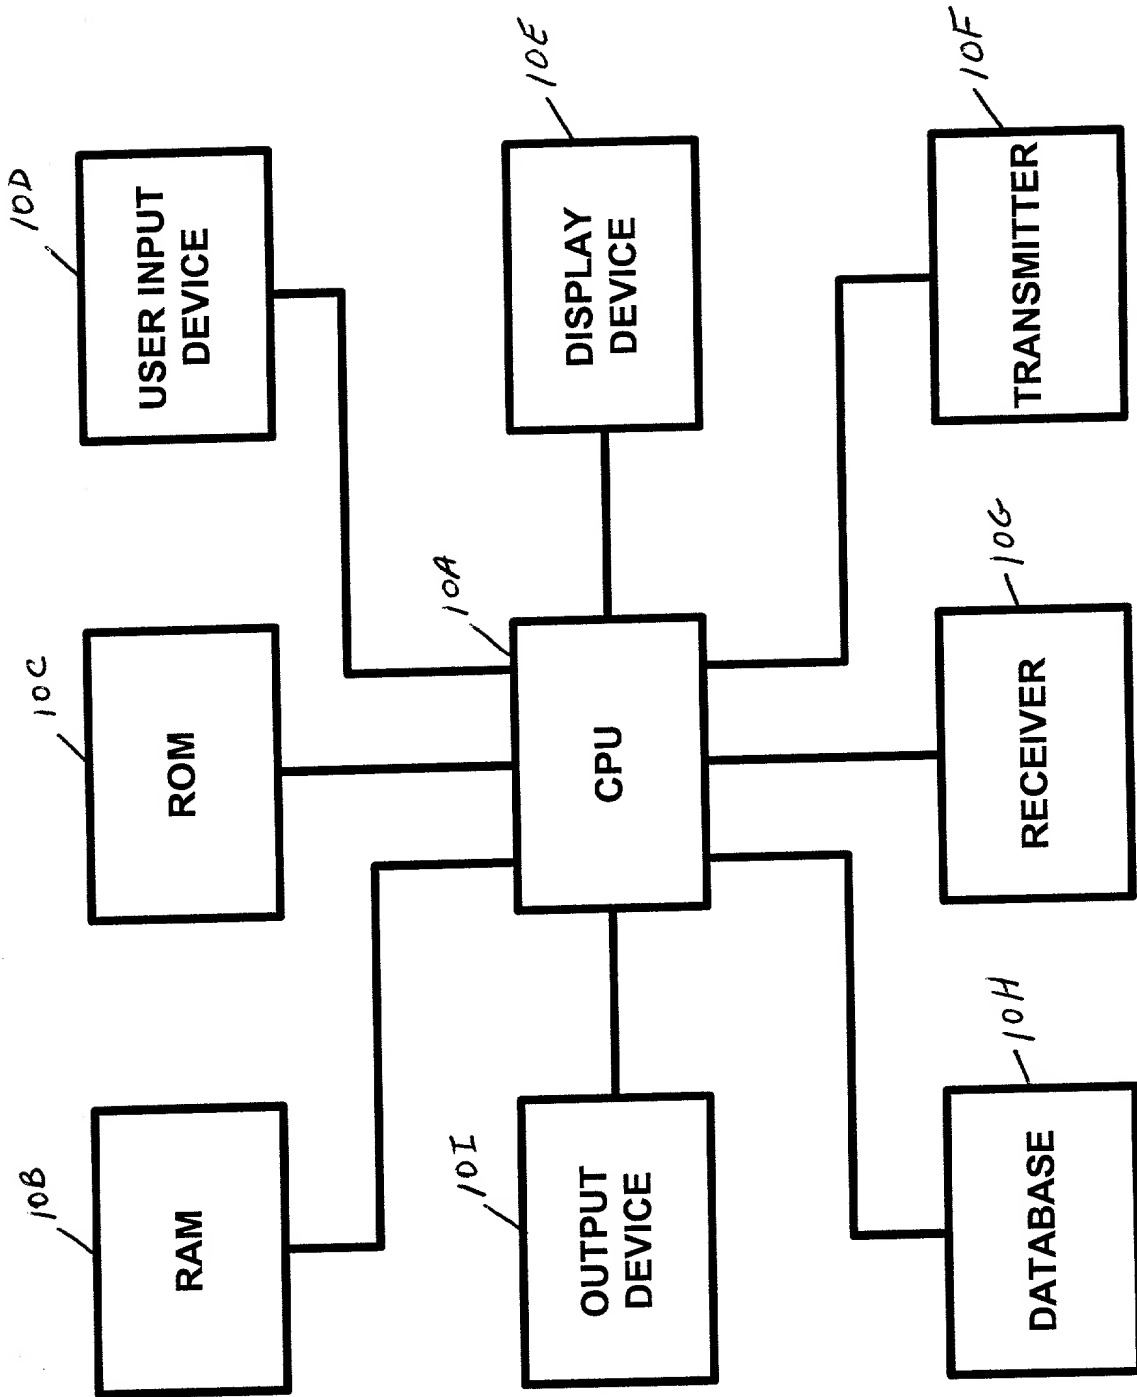 10B
RAM
10C
ROM
10D
USER INPUT
DEVICE
10I
OUTPUT
DEVICE
10A
CPU
10E
DISPLAY
DEVICE
10H
DATABASE
10G
RECEIVER
10F
TRANSMITTER